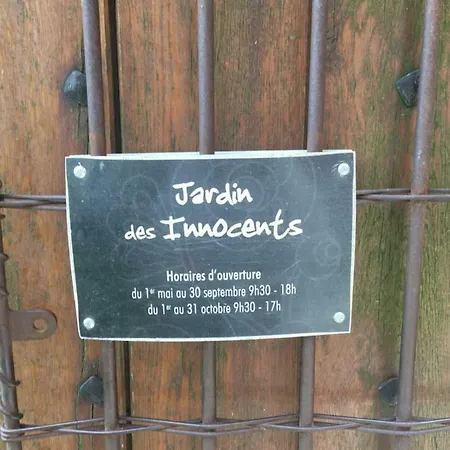 Jardin
des Innocents
Horaires d'ouverture
du 1er mai au 30 septembre 9h30 - 18h
du 1er au 31 octobre 9h30 - 17h